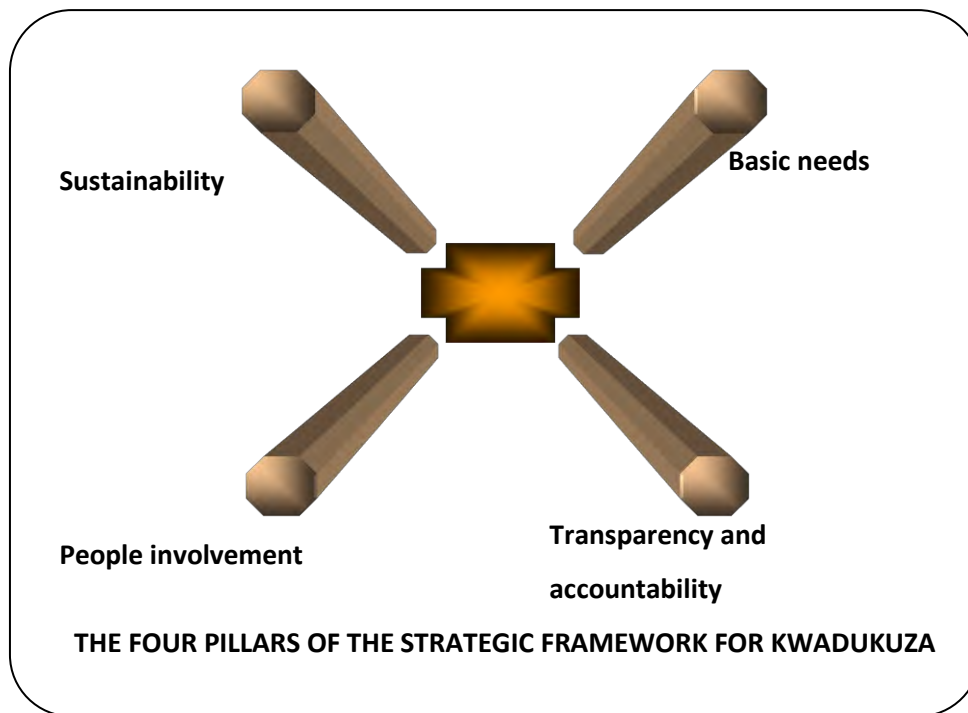 Sustainability
Basic needs
People involvement
Transparency and
accountability
THE FOUR PILLARS OF THE STRATEGIC FRAMEWORK FOR KWADUKUZA